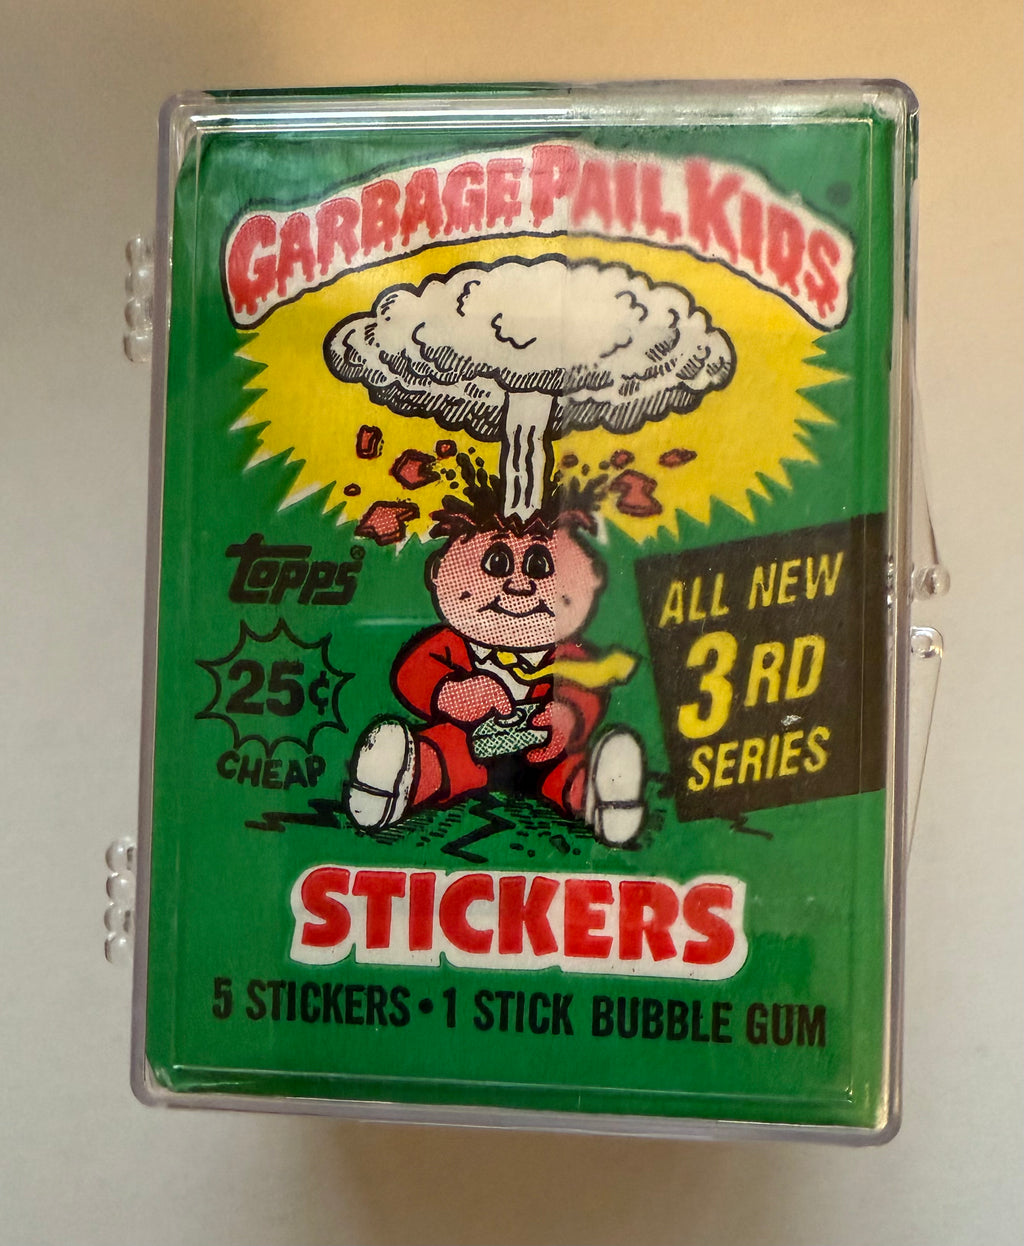 GARBAGE PAIL KIDS
topps®
25¢
CHEAP
ALL NEW
3RD
SERIES
STICKERS
5 STICKERS • 1 STICK BUBBLE GUM